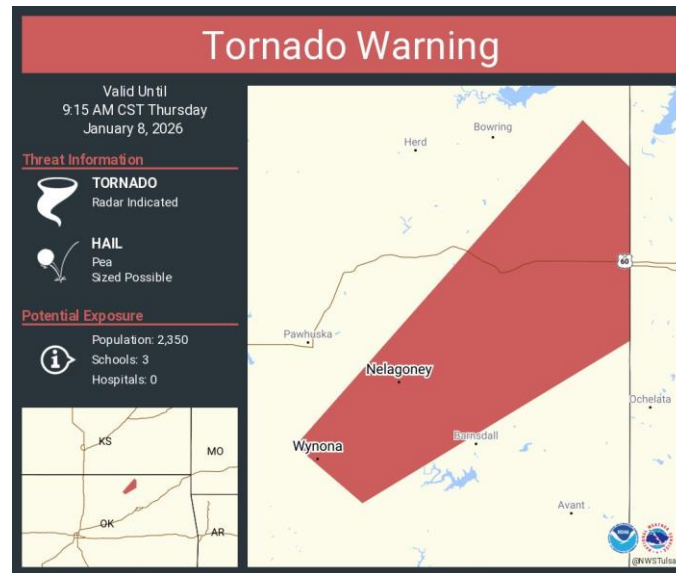 Tornado Warning
Valid Until
9:15 AM CST Thursday
January 8, 2026
Threat Information
TORNADO
Radar Indicated
HAIL
Pea
Sized Possible
Potential Exposure
Population: 2,350
Schools: 3
Hospitals: 0
KS
MO
OK
AR
Bowring
Herd
60
Pawhuska
Nelagoney
Ochelata
Barnsdall
Wynona
Avant
@NWSTulsa